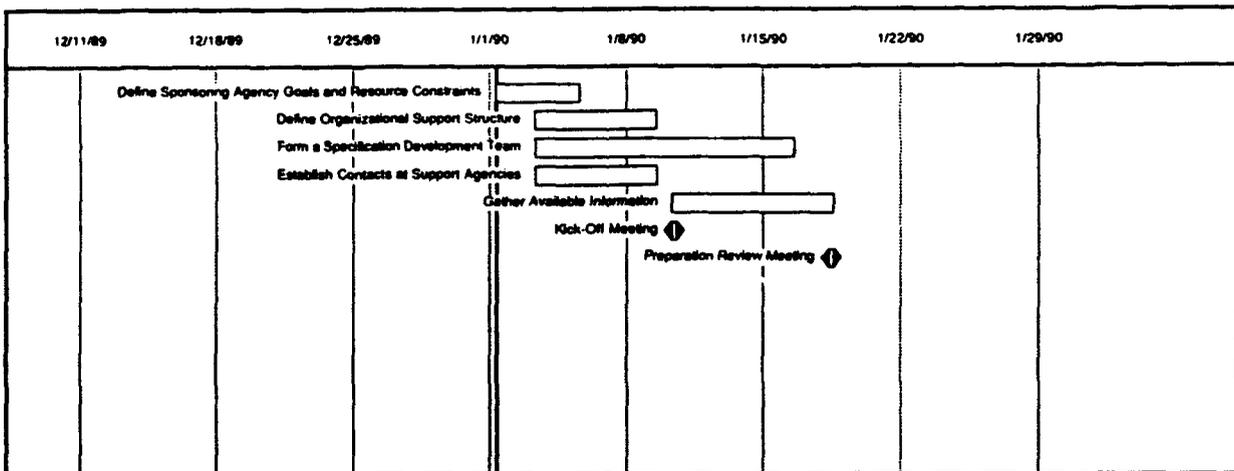 12/11/89 12/18/89 12/25/89 1/1/90 1/8/90 1/15/90 1/22/90 1/29/90
Define Sponsoring Agency Goals and Resource Constraints
Define Organizational Support Structure
Form a Specification Development Team
Establish Contacts at Support Agencies
Gather Available Information
Kick-Off Meeting
Preparation Review Meeting